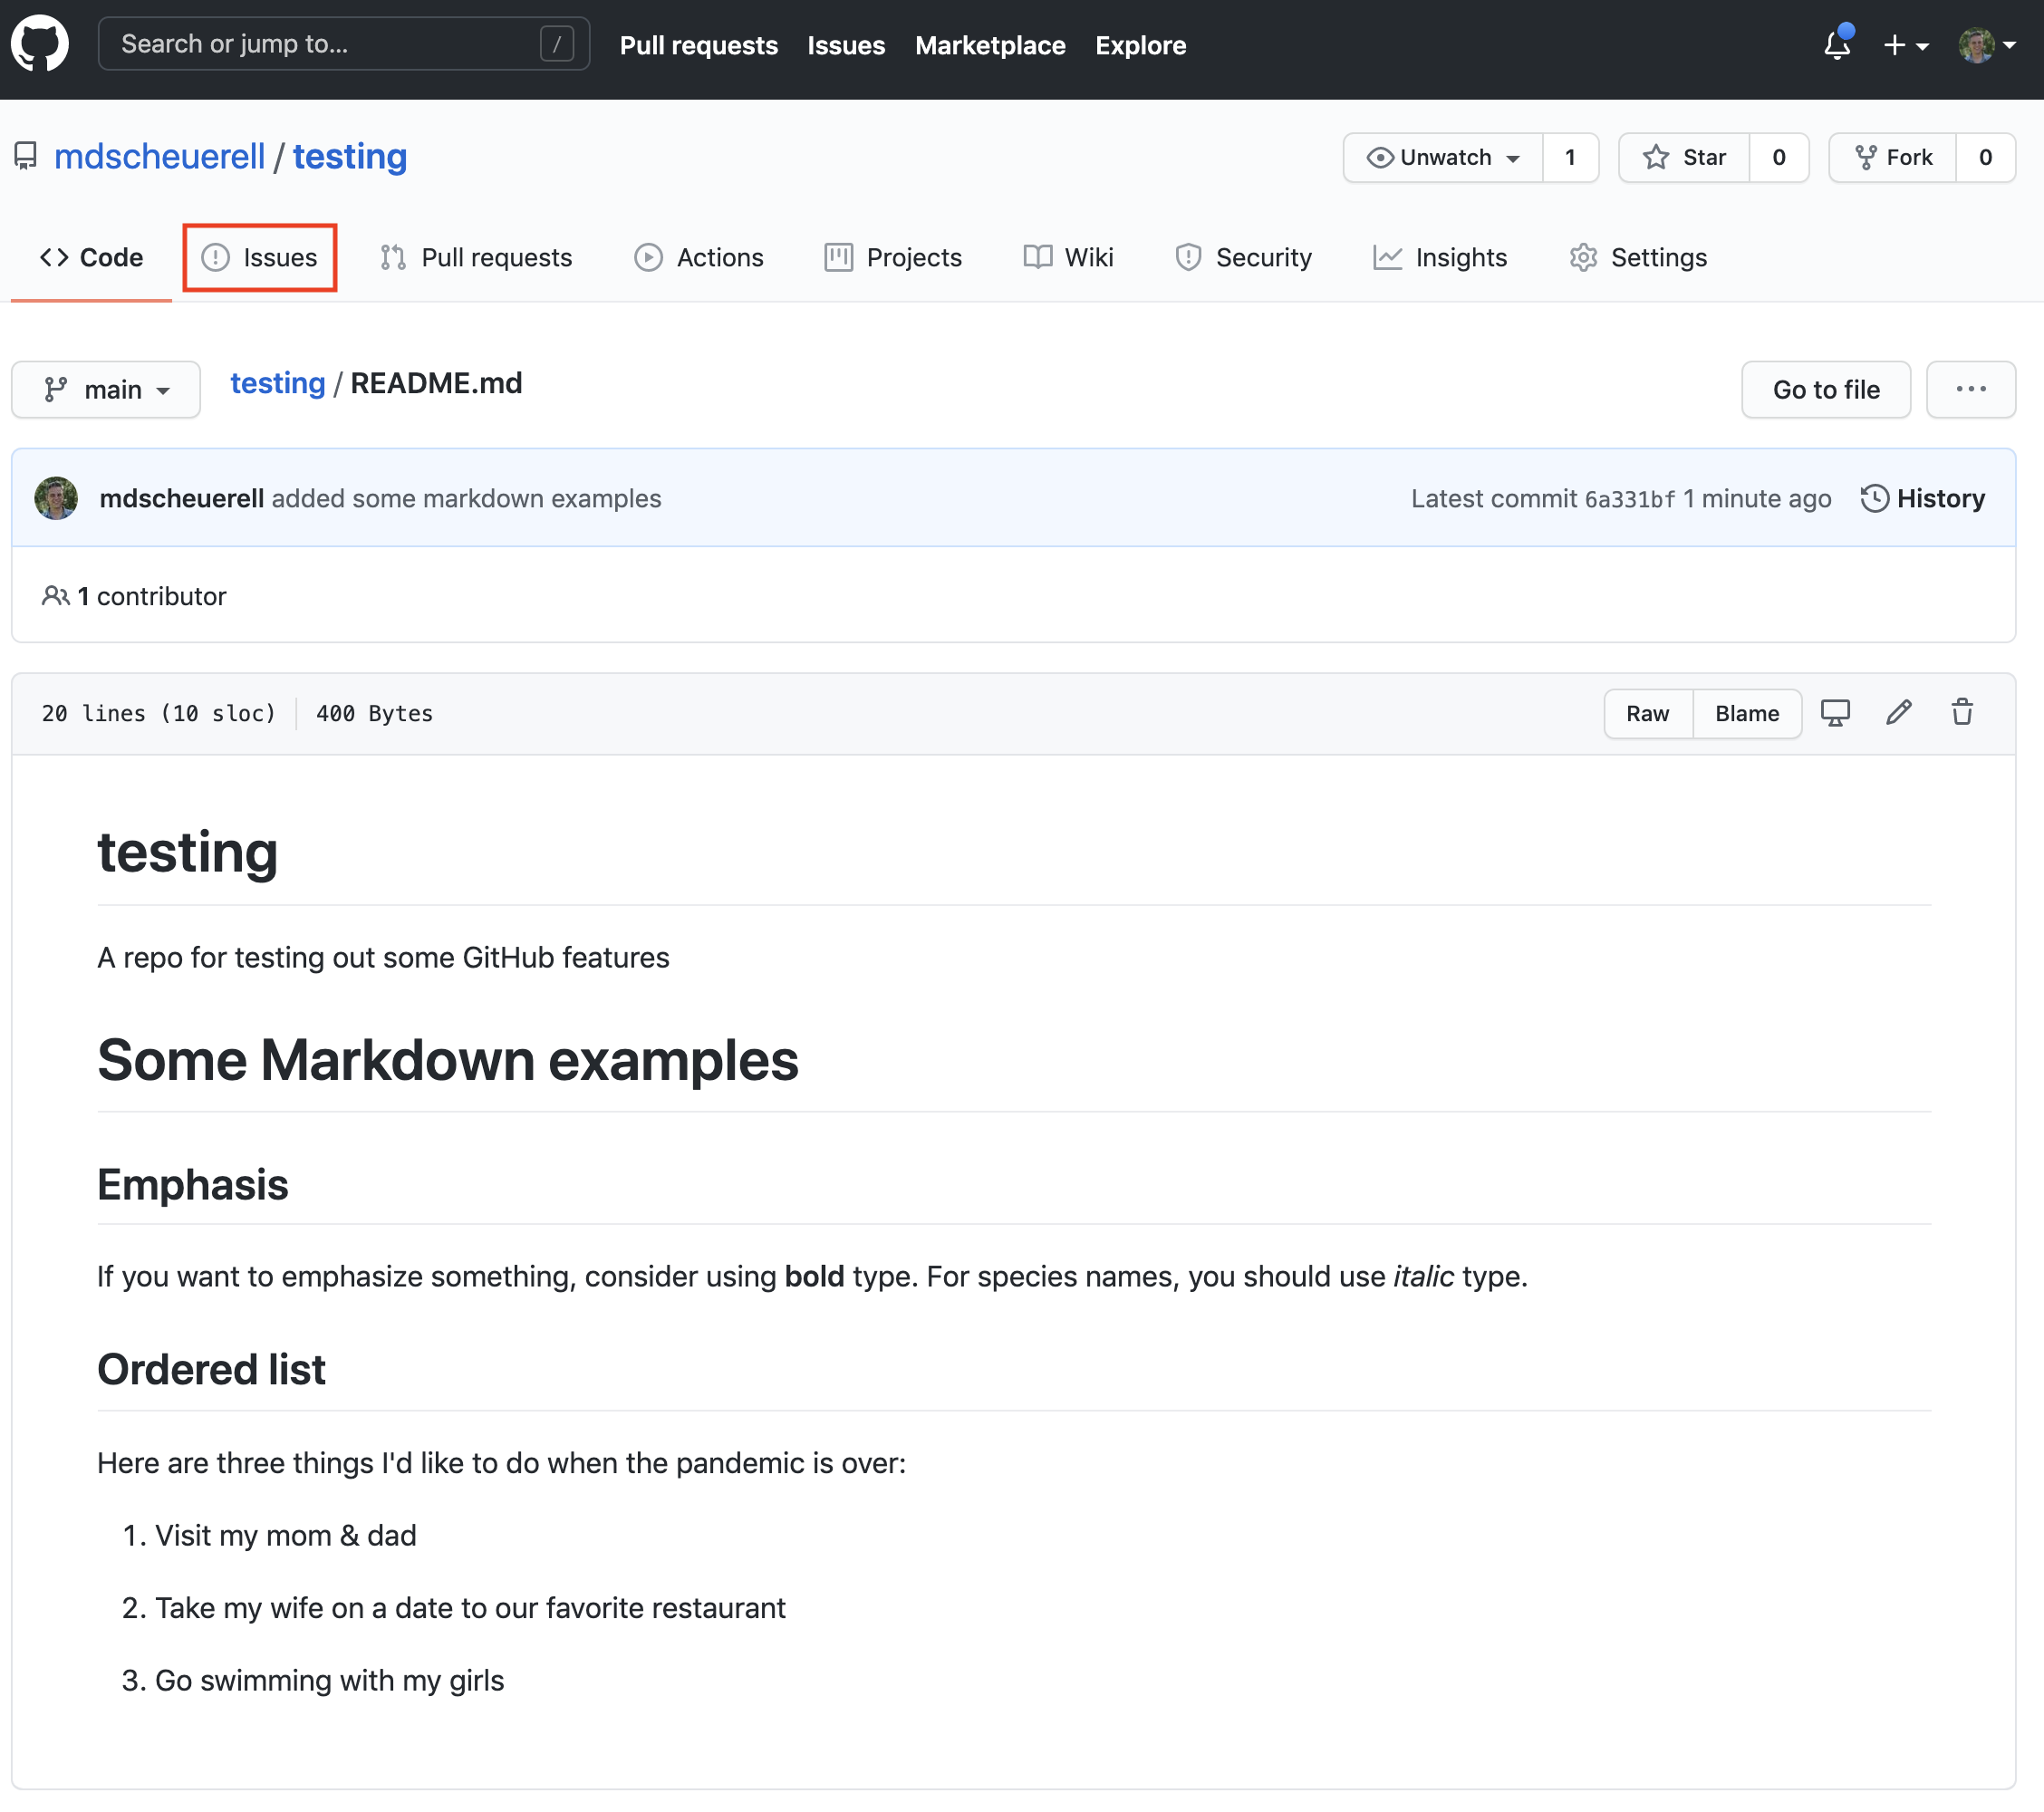 Search or jump to... / Pull requests Issues Marketplace Explore
mdscheuerell / testing Unwatch 1 Star 0 Fork 0
Code Issues Pull requests Actions Projects Wiki Security Insights Settings
main testing / README.md Go to file ...
mdscheuerell added some markdown examples Latest commit 6a331bf 1 minute ago History
1 contributor
20 lines (10 sloc) 400 Bytes Raw Blame
testing
A repo for testing out some GitHub features
Some Markdown examples
Emphasis
If you want to emphasize something, consider using bold type. For species names, you should use italic type.
Ordered list
Here are three things I'd like to do when the pandemic is over:
1. Visit my mom & dad
2. Take my wife on a date to our favorite restaurant
3. Go swimming with my girls